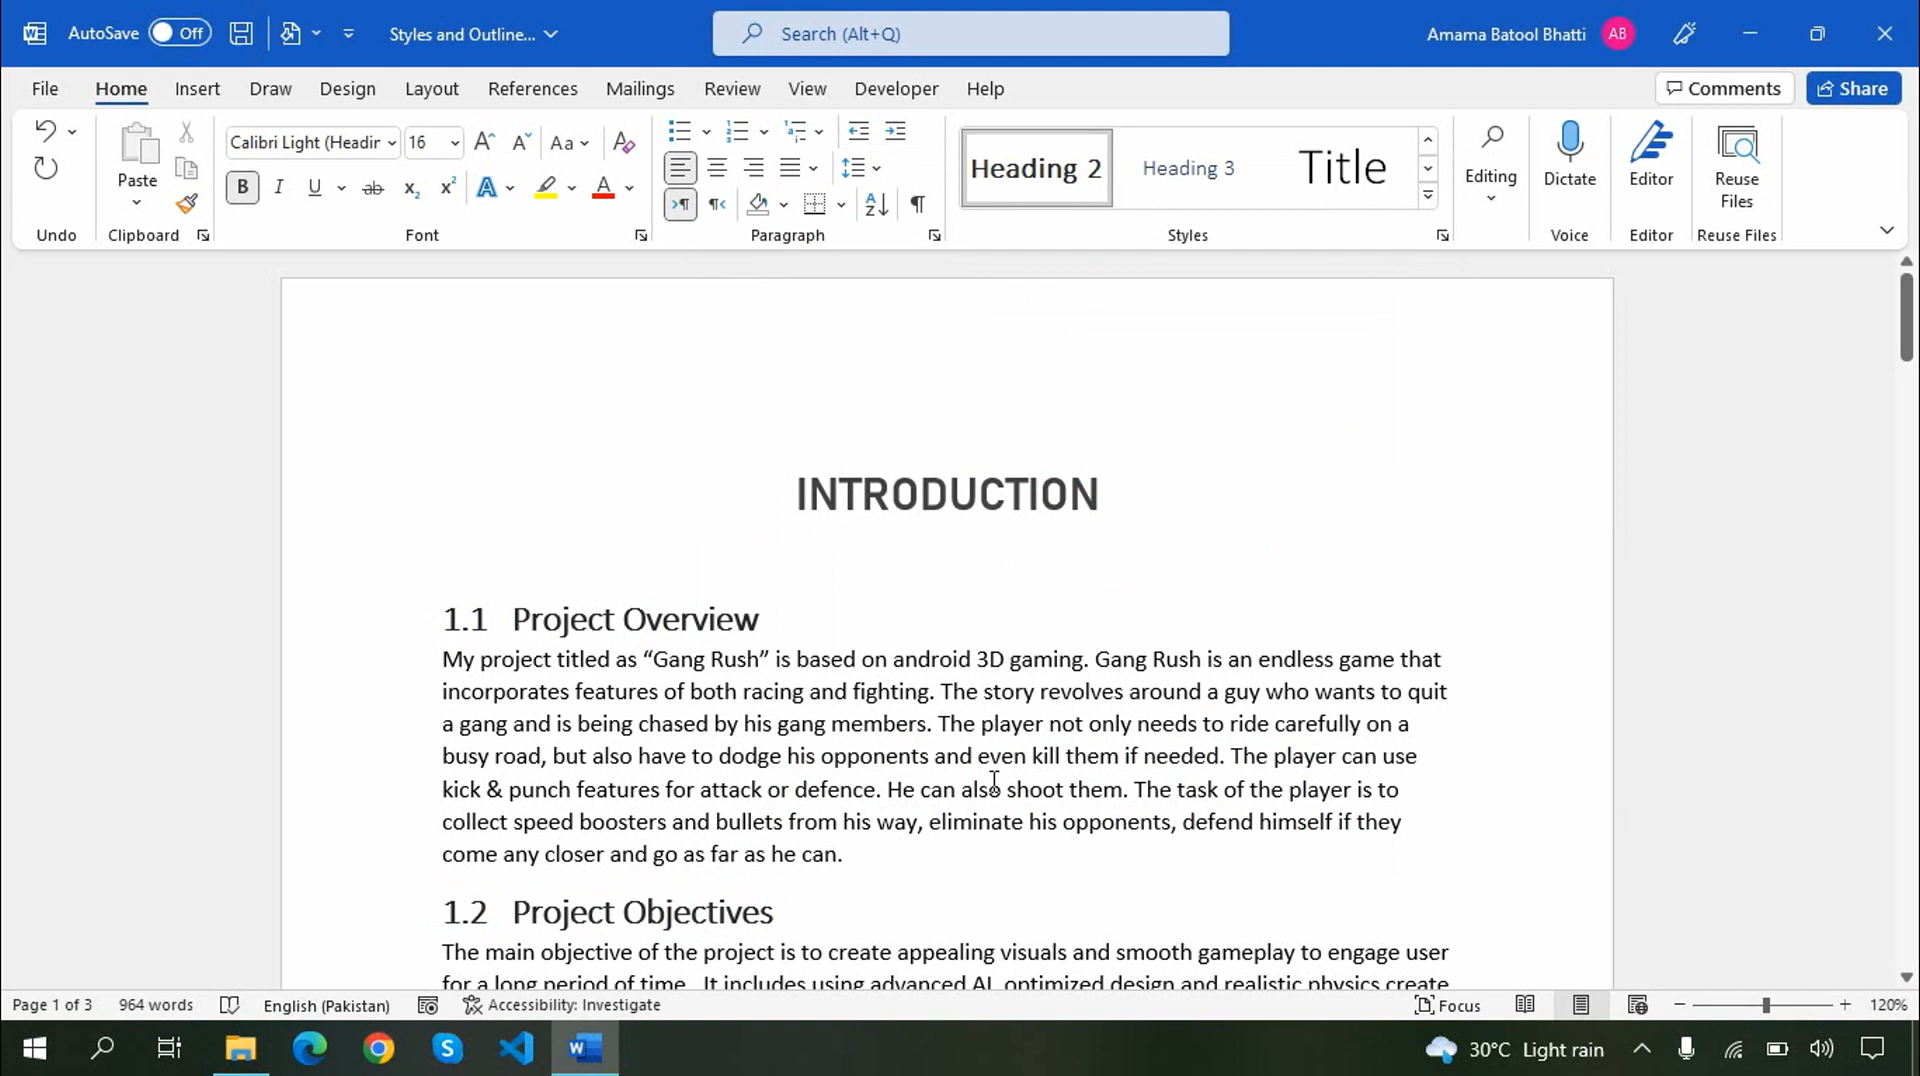 AutoSave Off Styles and Outline... Search (Alt+Q) Amama Batool Bhatti AB
File Home Insert Draw Design Layout References Mailings Review View Developer Help Comments Share
Calibri Light (Headir 16
Paste
Heading 2 Heading 3 Title
Editing Dictate Editor Reuse Files
Undo Clipboard Font Paragraph Styles Voice Editor Reuse Files
INTRODUCTION
1.1 Project Overview
My project titled as “Gang Rush” is based on android 3D gaming. Gang Rush is an endless game that
incorporates features of both racing and fighting. The story revolves around a guy who wants to quit
a gang and is being chased by his gang members. The player not only needs to ride carefully on a
busy road, but also have to dodge his opponents and even kill them if needed. The player can use
kick & punch features for attack or defence. He can also shoot them. The task of the player is to
collect speed boosters and bullets from his way, eliminate his opponents, defend himself if they
come any closer and go as far as he can.
1.2 Project Objectives
The main objective of the project is to create appealing visuals and smooth gameplay to engage user
for a long period of time. It includes using advanced AI, optimized design and realistic physics create
Page 1 of 3 964 words English (Pakistan) Accessibility: Investigate Focus 120%
30°C Light rain